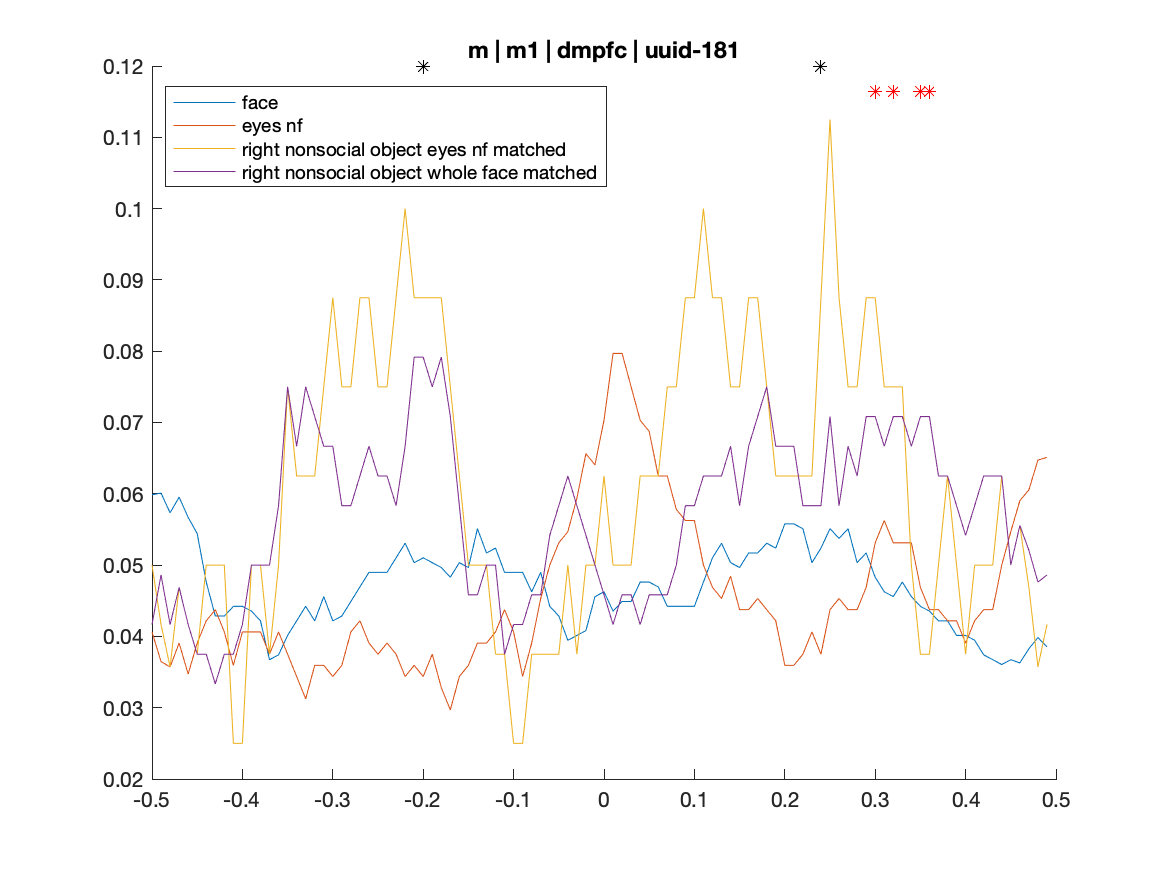 m | m1 | dmpfc | uuid-181
0.12
0.11
0.1
0.09
0.08
0.07
0.06
0.05
0.04
0.03
0.02
face
eyes nf
right nonsocial object eyes nf matched
right nonsocial object whole face matched
-0.5 -0.4 -0.3 -0.2 -0.1 0 0.1 0.2 0.3 0.4 0.5